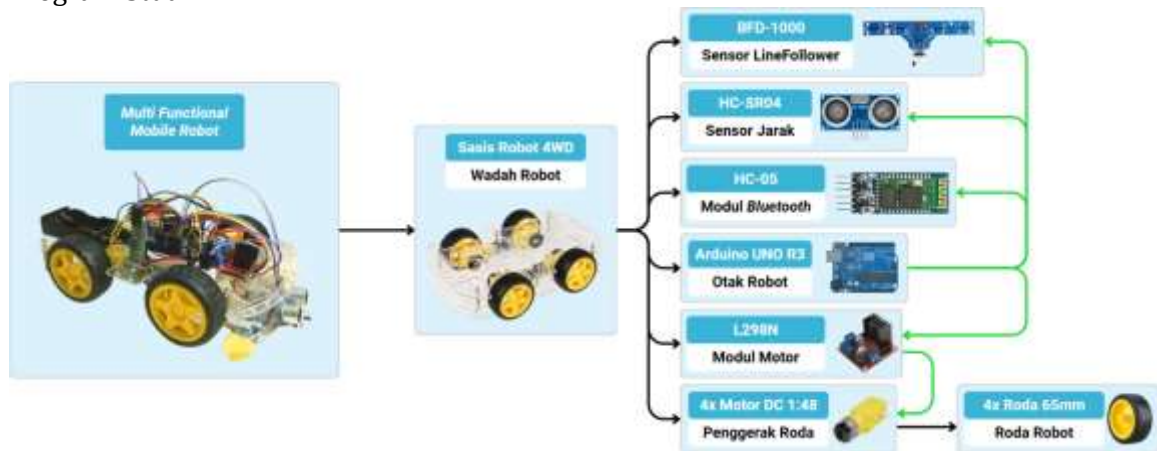 Multi Functional
Mobile Robot
Sasis Robot 4WD
Wadah Robot
BFD-1000
Sensor LineFollower
HC-SR04
Sensor Jarak
HC-05
Modul Bluetooth
Arduino UNO R3
Otak Robot
L298N
Modul Motor
4x Motor DC 1:48
Penggerak Roda
4x Roda 65mm
Roda Robot